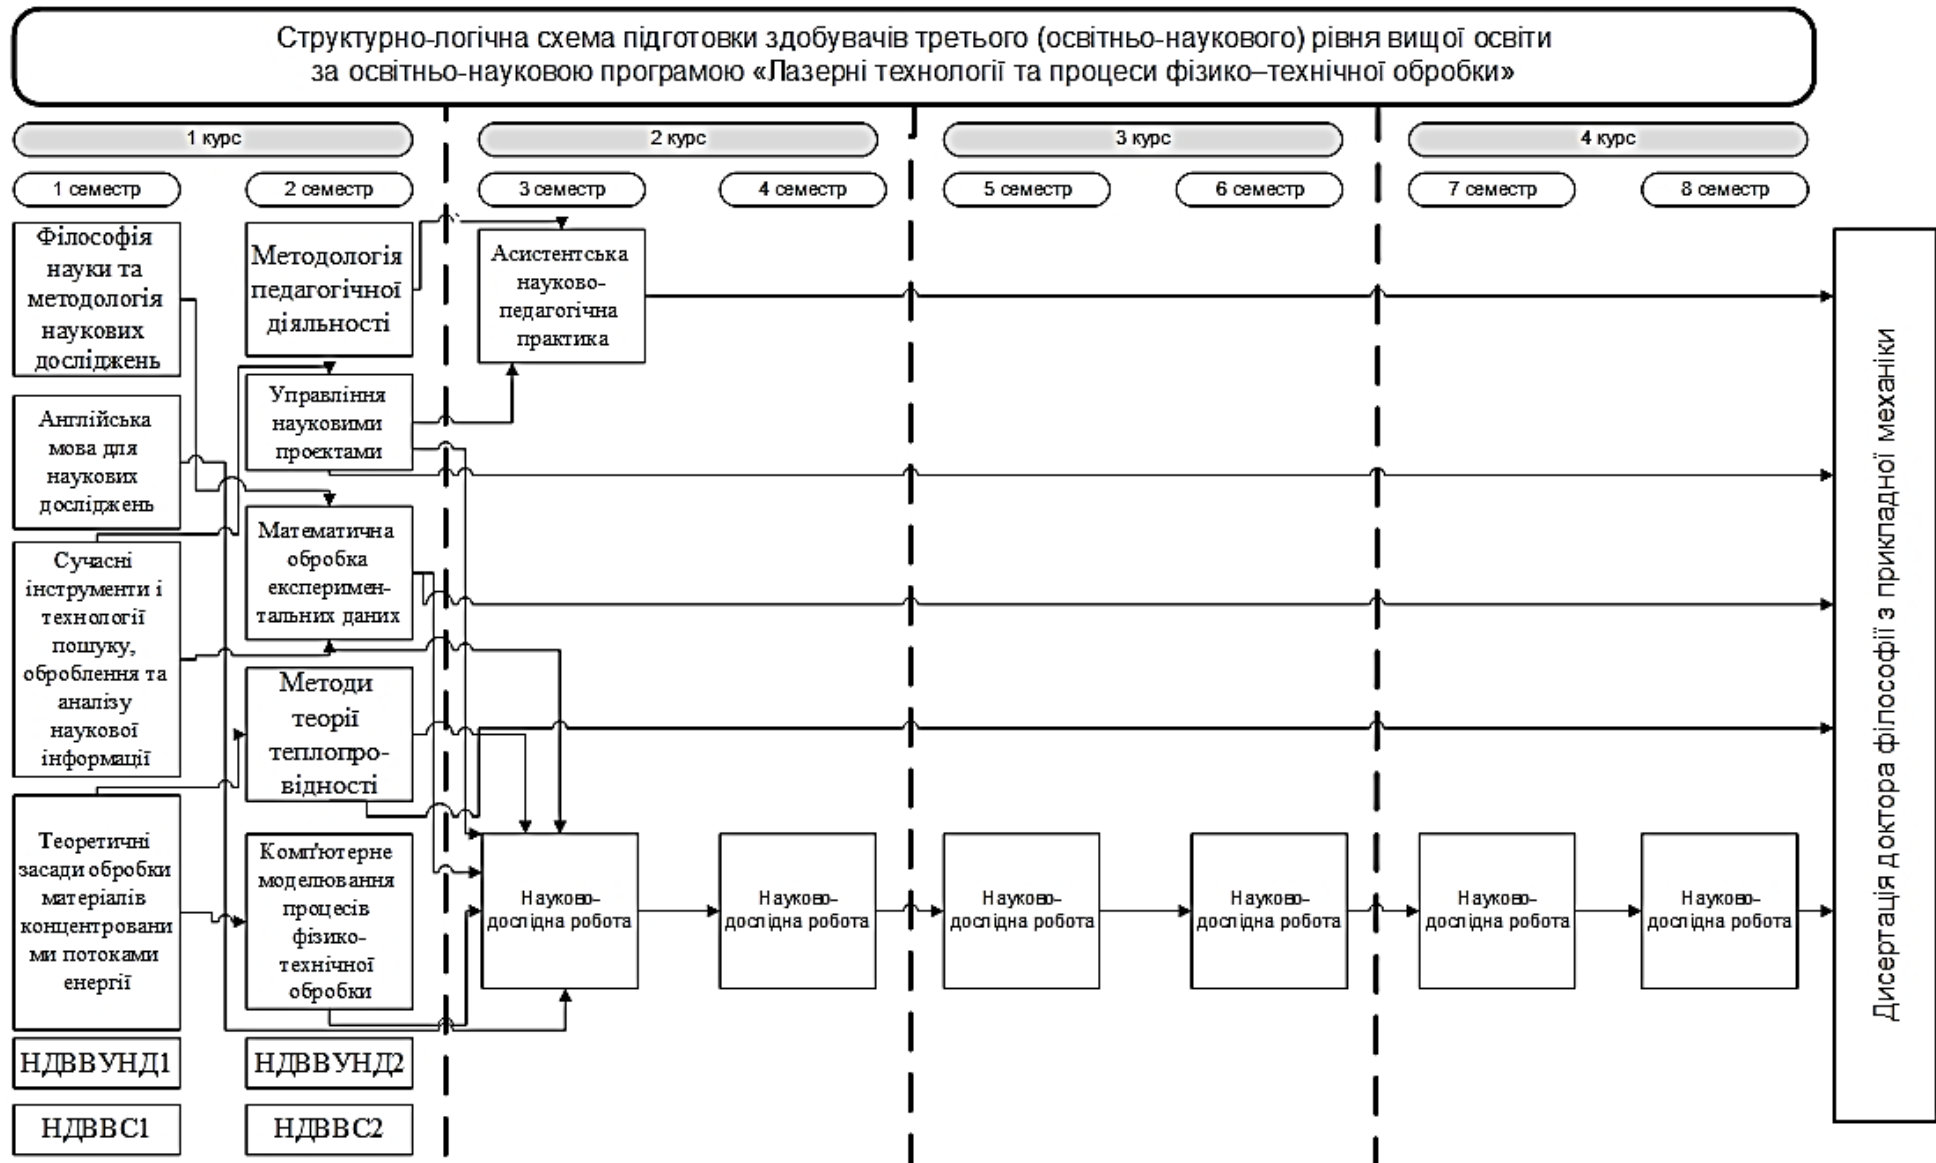 Структурно-логічна схема підготовки здобувачів третього (освітньо-наукового) рівня вищої освіти
за освітньо-науковою програмою «Лазерні технології та процеси фізико–технічної обробки»
1 курс
2 курс
3 курс
4 курс
1 семестр
2 семестр
3 семестр
4 семестр
5 семестр
6 семестр
7 семестр
8 семестр
Філософія
науки та
методологія
наукових
досліджень
Англійська
мова для
наукових
досліджень
Сучасні
інструменти і
технології
пошуку,
оброблення та
аналізу
наукової
інформації
Теоретичні
засади обробки
матеріалів
концентровани
ми потоками
енергії
НДВВУНД1
НДВВС1
Методологія
педагогічної
діяльності
Управління
науковими
проєктами
Математична
обробка
експеримен-
тальних даних
Методи
теорії
теплопро-
відності
Комп'ютерне
моделювання
процесів
фізико-
технічної
обробки
НДВВУНД2
НДВВС2
Асистентська
науково-
педагогічна
практика
Науково-
дослідна робота
Науково-
дослідна робота
Науково-
дослідна робота
Науково-
дослідна робота
Науково-
дослідна робота
Науково-
дослідна робота
Дисертація доктора філософії з прикладної механіки